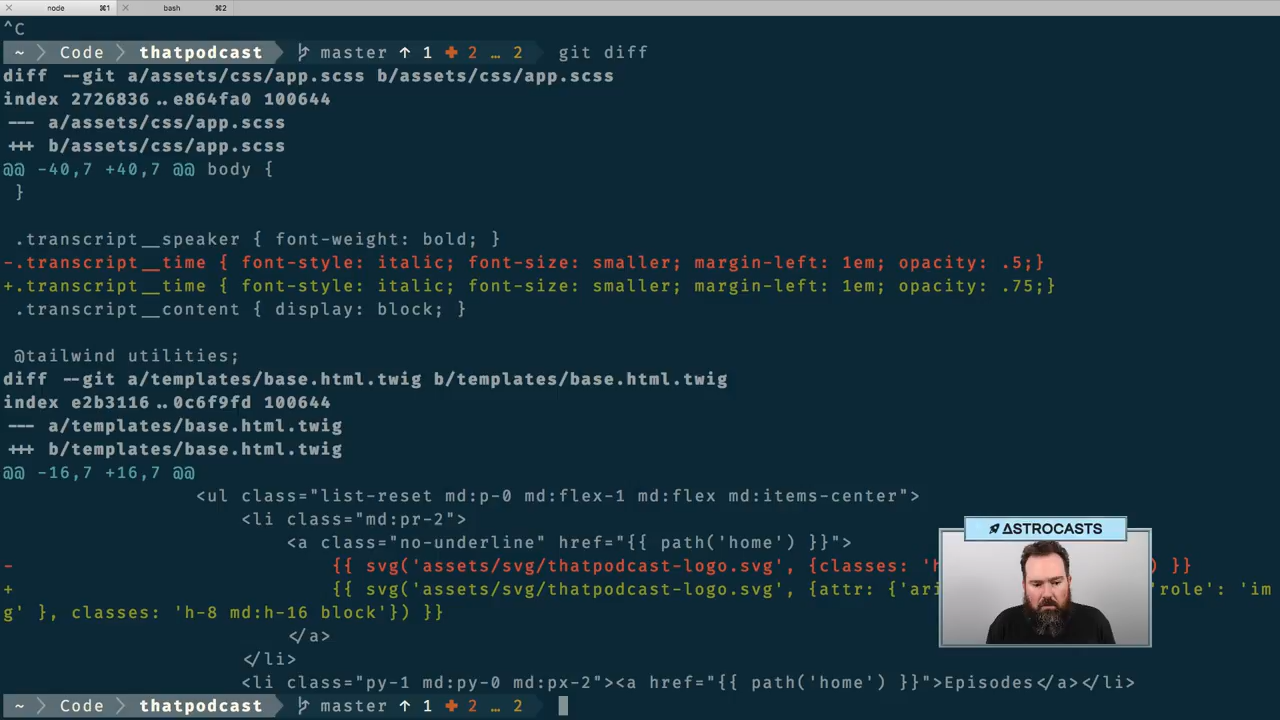 node ⌘1 bash ⌘2
^C
~ Code thatpodcast master ↑ 1 ✚ 2 … 2 git diff
diff --git a/assets/css/app.scss b/assets/css/app.scss
index 2726836..e864fa0 100644
--- a/assets/css/app.scss
+++ b/assets/css/app.scss
@@ -40,7 +40,7 @@ body {
}
.transcript__speaker { font-weight: bold; }
-.transcript__time { font-style: italic; font-size: smaller; margin-left: 1em; opacity: .5;}
+.transcript__time { font-style: italic; font-size: smaller; margin-left: 1em; opacity: .75;}
.transcript__content { display: block; }
@tailwind utilities;
diff --git a/templates/base.html.twig b/templates/base.html.twig
index e2b3116..0c6f9fd 100644
--- a/templates/base.html.twig
+++ b/templates/base.html.twig
@@ -16,7 +16,7 @@
<ul class="list-reset md:p-0 md:flex-1 md:flex md:items-center">
<li class="md:pr-2">
<a class="no-underline" href="{{ path('home') }}">
- {{ svg('assets/svg/thatpodcast-logo.svg', {classes: ) }}
+ {{ svg('assets/svg/thatpodcast-logo.svg', {attr: 'role': 'im
g' }, classes: 'h-8 md:h-16 block'}) }}
</a>
</li>
<li class="py-1 md:py-0 md:px-2"><a href="{{ path('home') }}">Episodes</a></li>
~ Code thatpodcast master ↑ 1 ✚ 2 … 2
ASTROCASTS